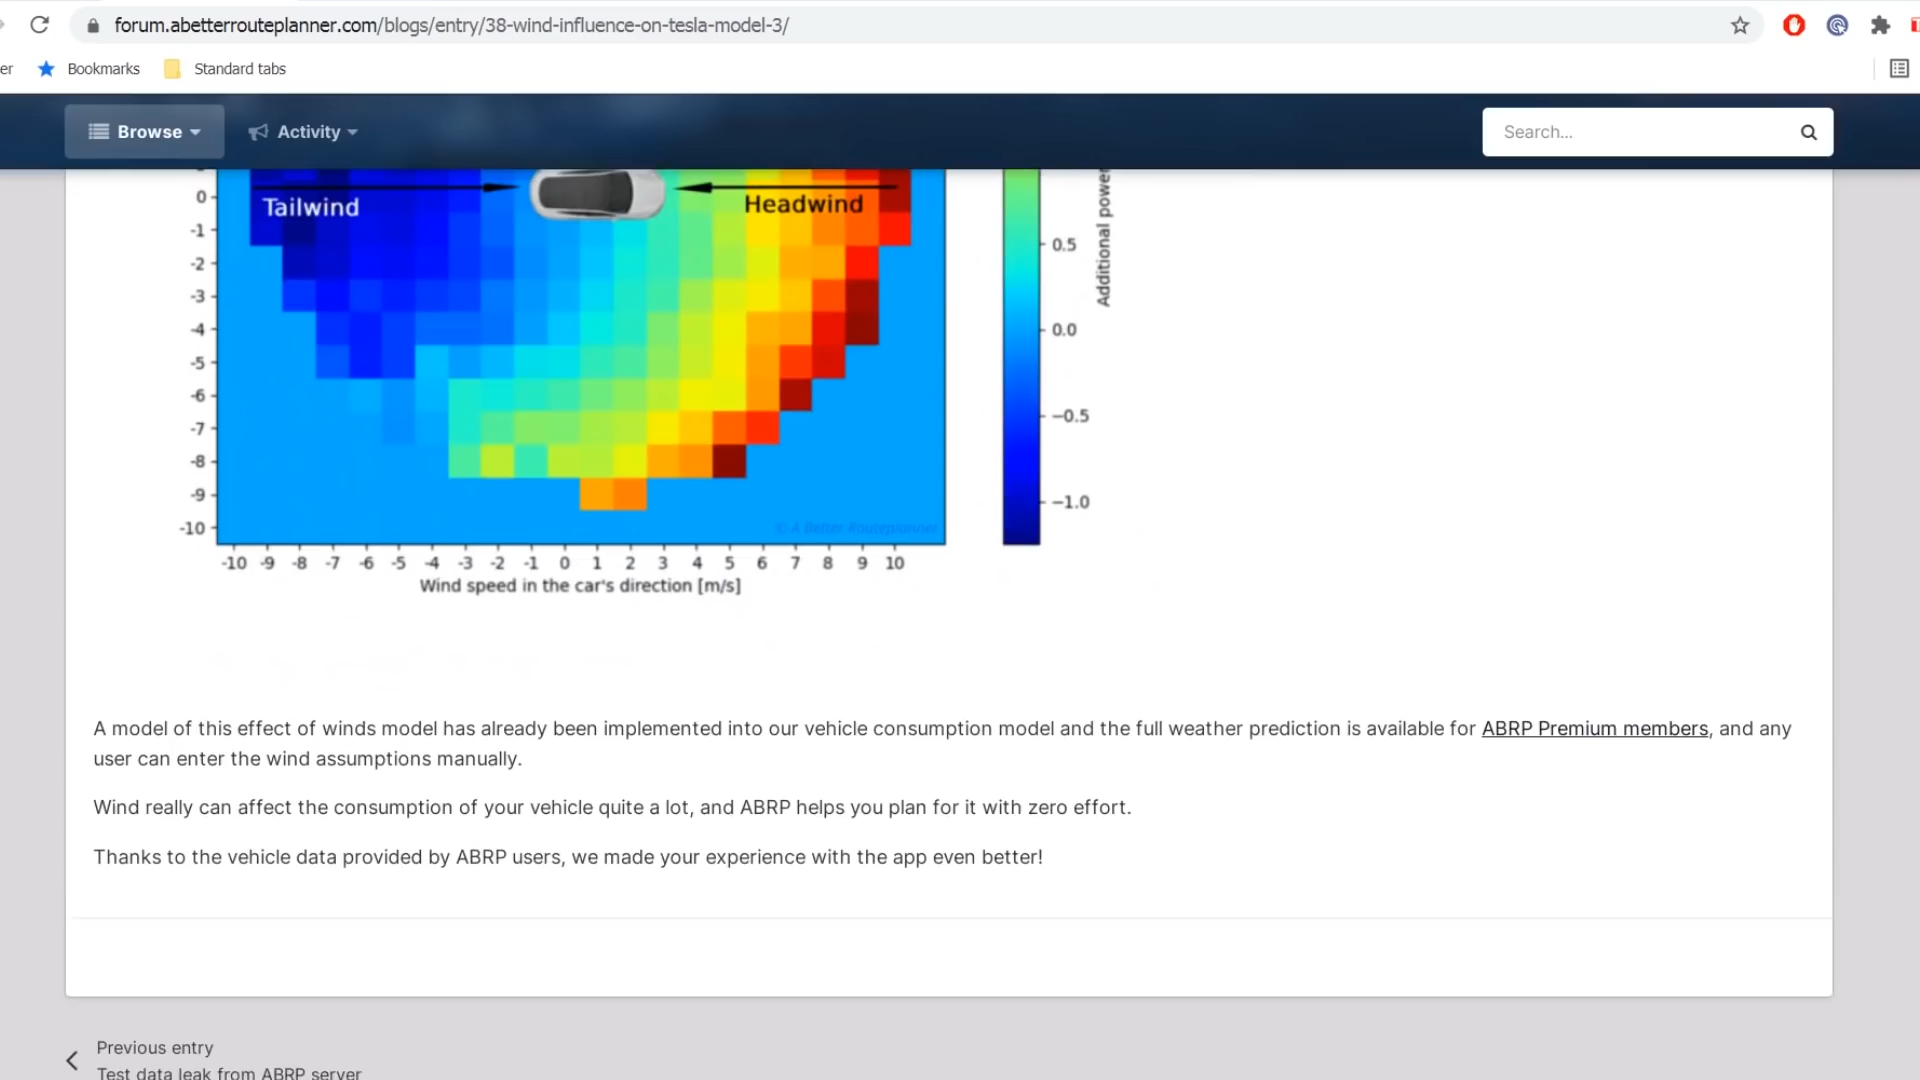 forum.abetterrouteplanner.com/blogs/entry/38-wind-influence-on-tesla-model-3/
er Bookmarks Standard tabs
Browse Activity Search...
0
-1
-2
-3
-4
-5
-6
-7
-8
-9
-10
Tailwind
Headwind
© A Better Routeplanner
-10 -9 -8 -7 -6 -5 -4 -3 -2 -1 0 1 2 3 4 5 6 7 8 9 10
Wind speed in the car's direction [m/s]
0.5
0.0
−0.5
−1.0
Additional power
A model of this effect of winds model has already been implemented into our vehicle consumption model and the full weather prediction is available for ABRP Premium members, and any
user can enter the wind assumptions manually.
Wind really can affect the consumption of your vehicle quite a lot, and ABRP helps you plan for it with zero effort.
Thanks to the vehicle data provided by ABRP users, we made your experience with the app even better!
Previous entry
Test data leak from ABRP server